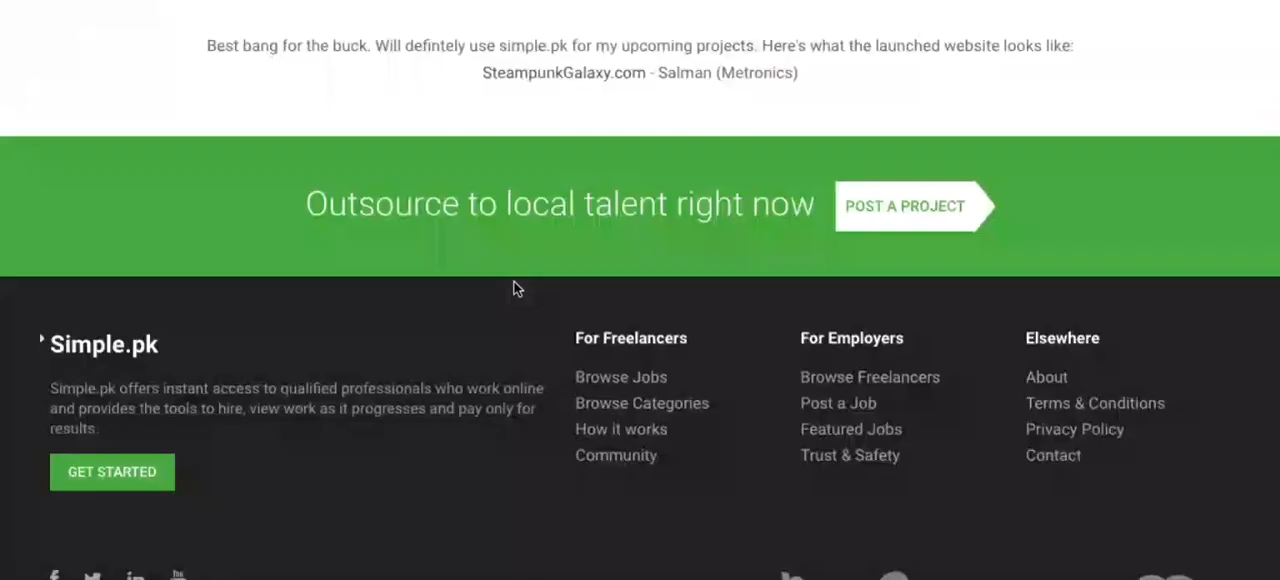 Best bang for the buck. Will defintely use simple.pk for my upcoming projects. Here's what the launched website looks like:
SteampunkGalaxy.com - Salman (Metronics)
Outsource to local talent right now
POST A PROJECT
Simple.pk
Simple.pk offers instant access to qualified professionals who work online
and provides the tools to hire, view work as it progresses and pay only for
results.
GET STARTED
For Freelancers
Browse Jobs
Browse Categories
How it works
Community
For Employers
Browse Freelancers
Post a Job
Featured Jobs
Trust & Safety
Elsewhere
About
Terms & Conditions
Privacy Policy
Contact